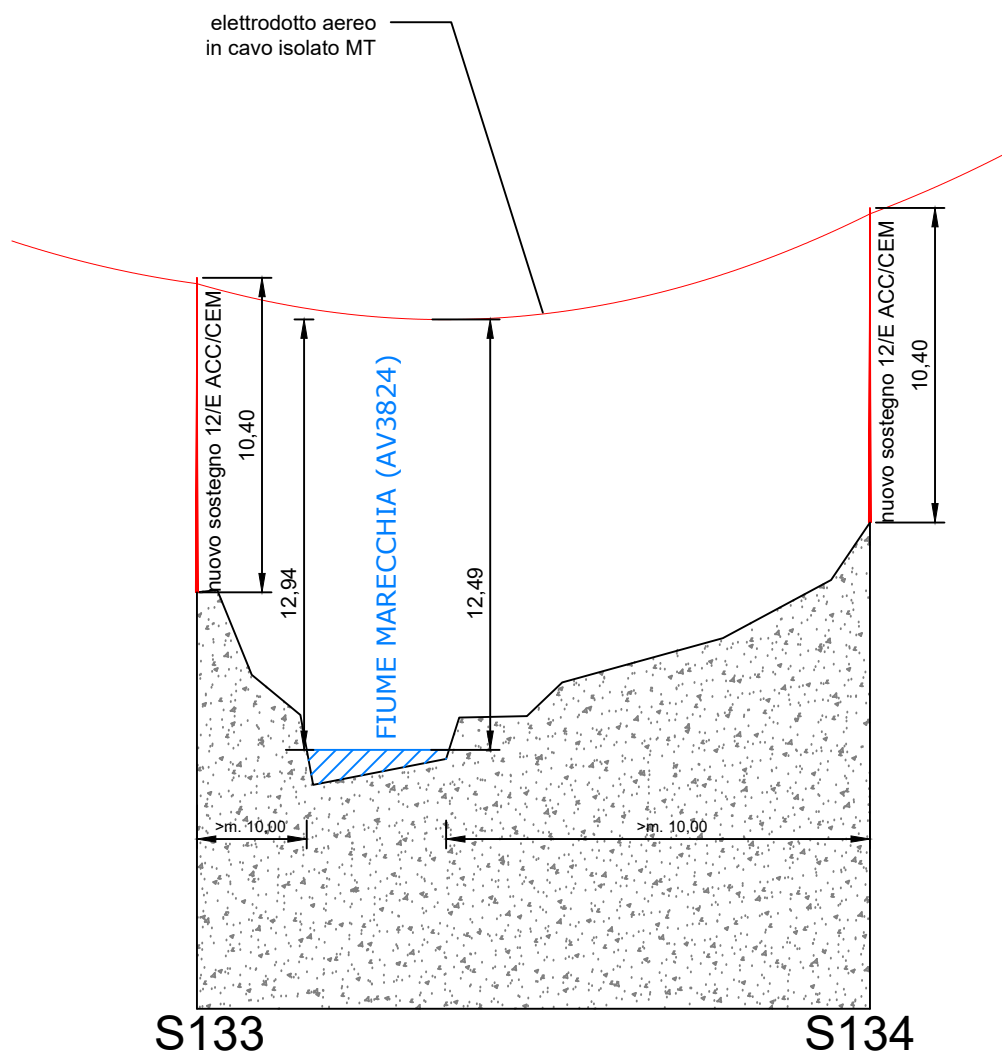 elettrodotto aereo
in cavo isolato MT
nuovo sostegno 12/E ACC/CEM
10,40
12,94
FIUME MARECCHIA (AV3824)
12,49
nuovo sostegno 12/E ACC/CEM
10,40
>m. 10,00
>m. 10,00
S133
S134